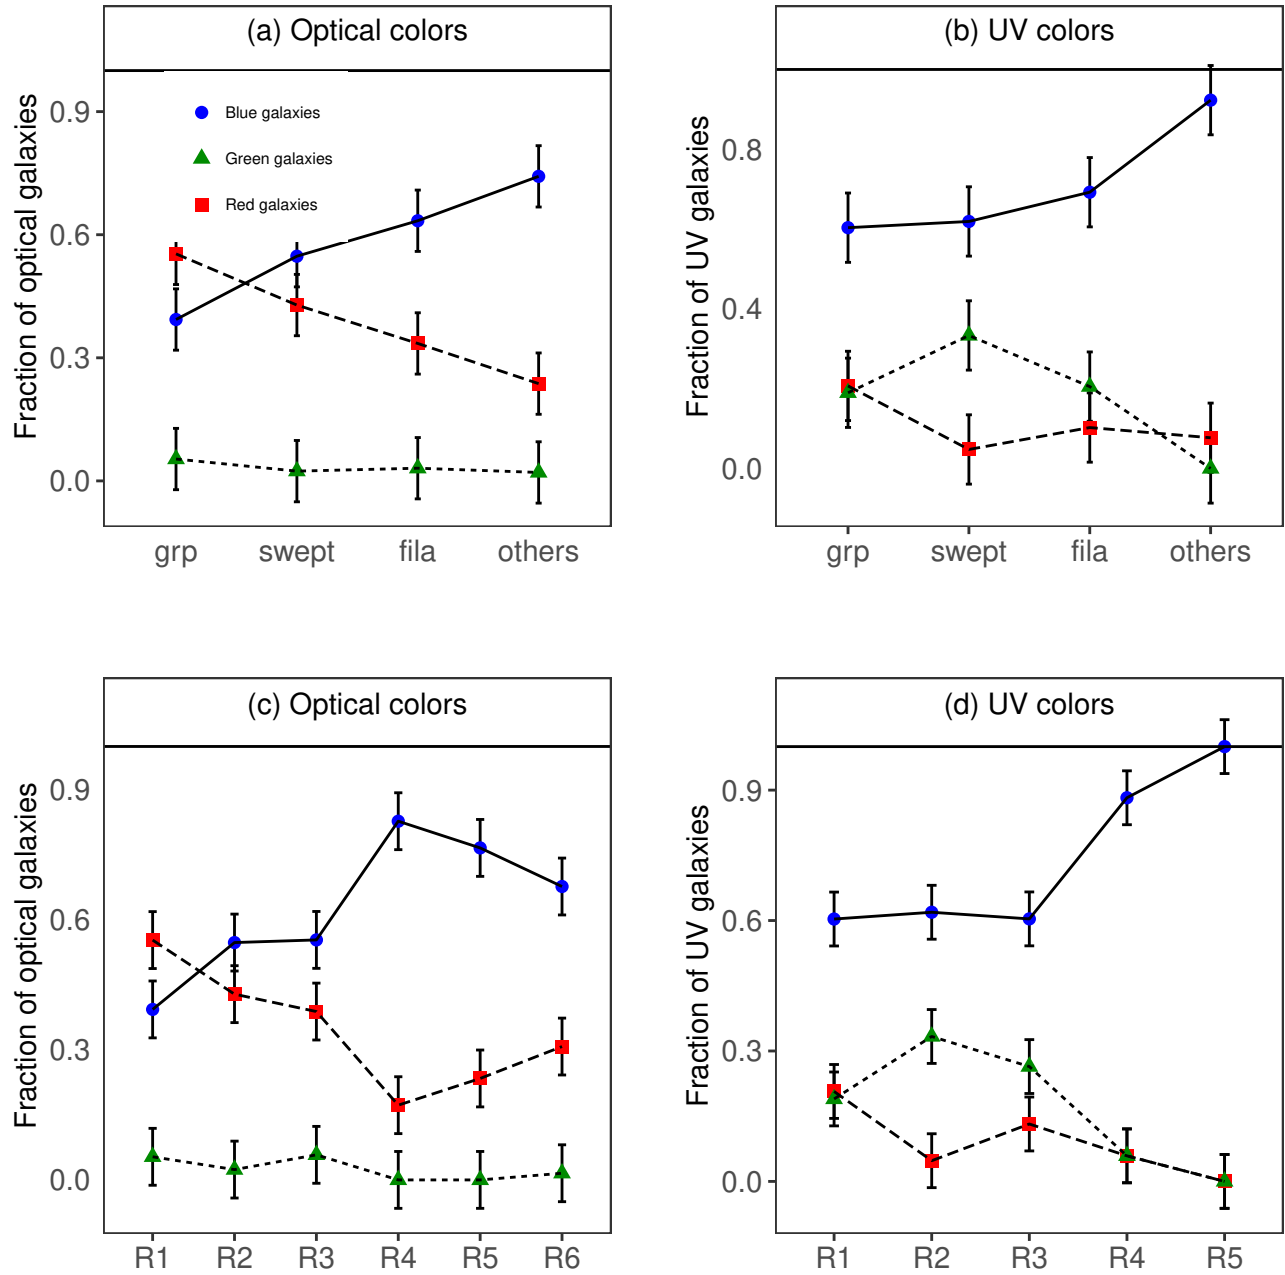 (a) Optical colors
Fraction of optical galaxies
0.9
0.6
0.3
0.0
Blue galaxies
Green galaxies
Red galaxies
grp swept fila others
(b) UV colors
Fraction of UV galaxies
0.8
0.4
0.0
grp swept fila others
(c) Optical colors
Fraction of optical galaxies
0.9
0.6
0.3
0.0
R1 R2 R3 R4 R5 R6
(d) UV colors
Fraction of UV galaxies
0.9
0.6
0.3
0.0
R1 R2 R3 R4 R5